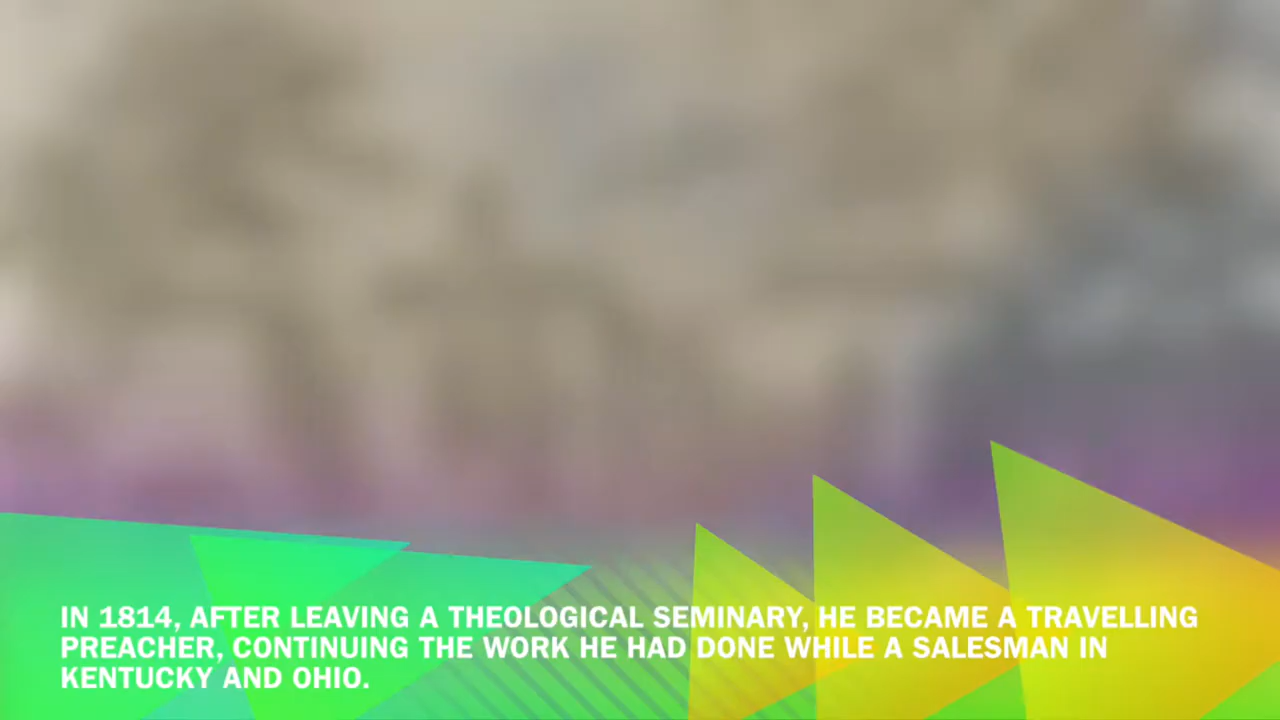 IN 1814, AFTER LEAVING A THEOLOGICAL SEMINARY, HE BECAME A TRAVELLING
PREACHER, CONTINUING THE WORK HE HAD DONE WHILE A SALESMAN IN
KENTUCKY AND OHIO.